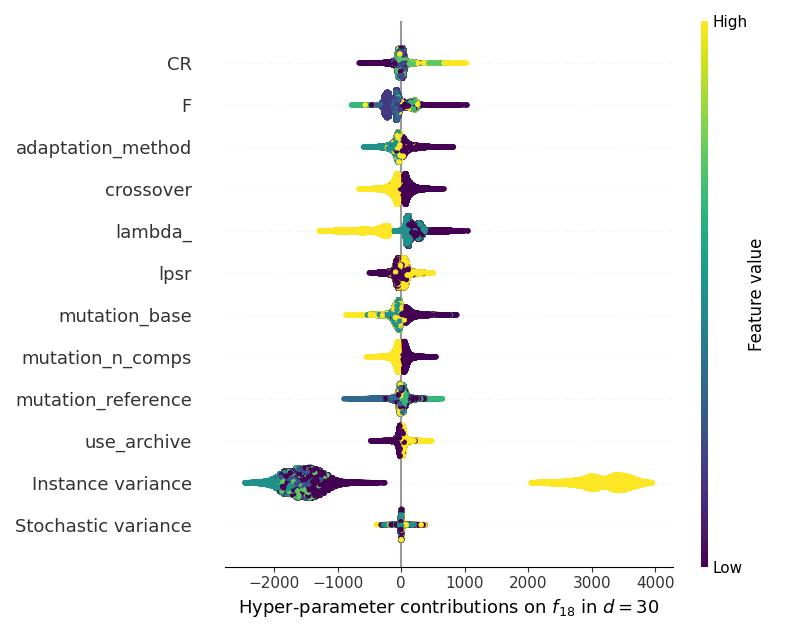 High
CR
F
adaptation_method
crossover
lambda_
lpsr
mutation_base
mutation_n_comps
mutation_reference
use_archive
Instance variance
Stochastic variance
Feature value
Low
−2000 −1000 0 1000 2000 3000 4000
Hyper-parameter contributions on f₁₈ in d = 30